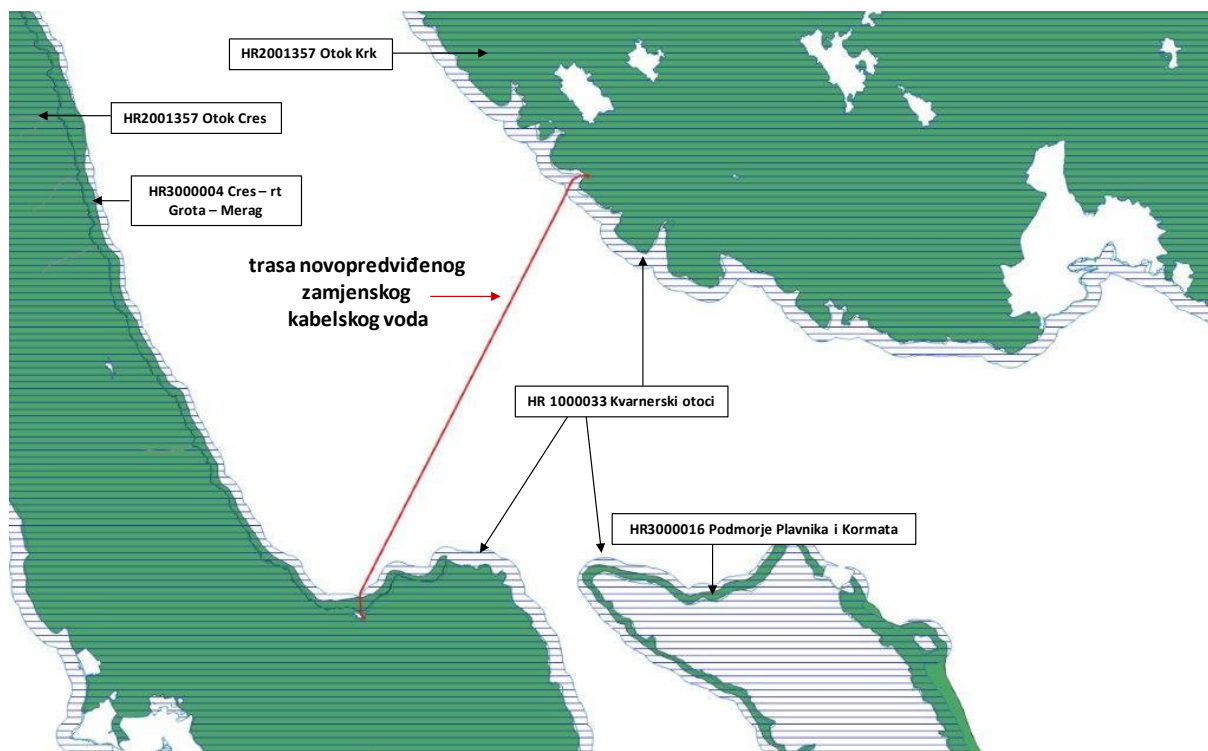 HR2001357 Otok Krk
HR2001357 Otok Cres
HR3000004 Cres – rt
Grota – Merag
trasa novopredviđenog
zamjenskog
kabelskog voda
HR 1000033 Kvarnerski otoci
HR3000016 Podmorje Plavnika i Kormata